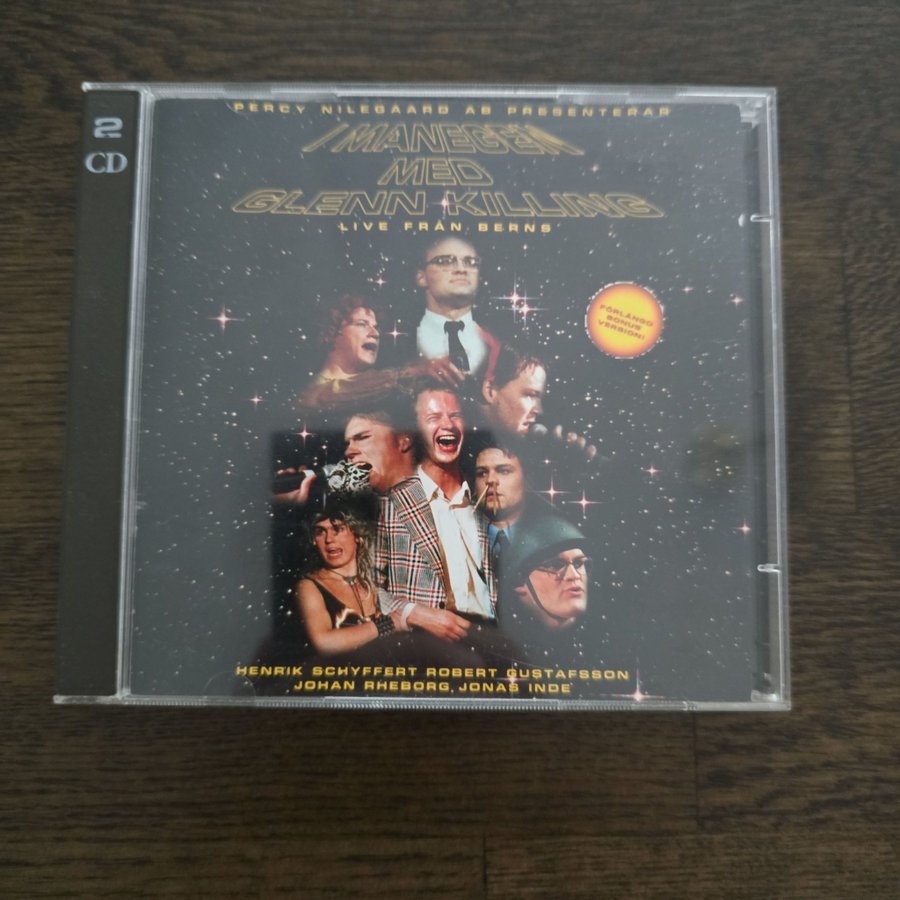 2
CD
PERCY NILEGAARD AB PRESENTERAR
I MANEGEN
MED
GLENN KILLING
LIVE FRÅN BERNS
FÖRLÄNGD
BONUS
VERSION!
HENRIK SCHYFFERT ROBERT GUSTAFSSON
JOHAN RHEBORG, JONAS INDE